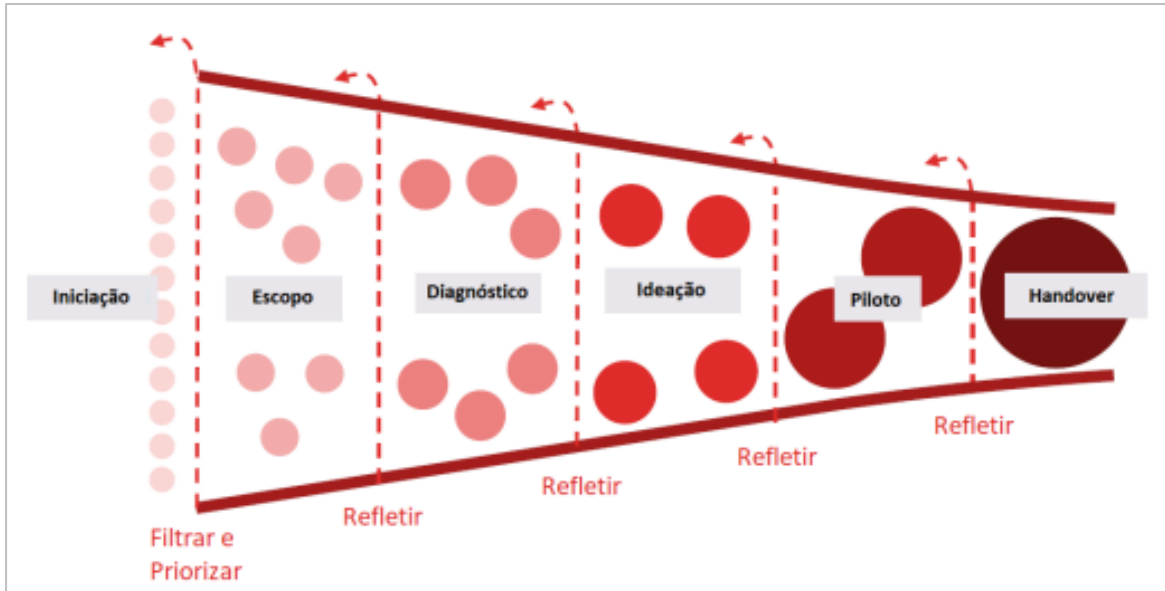 Iniciação
Escopo
Diagnóstico
Ideação
Piloto
Handover
Filtrar e
Priorizar
Refletir
Refletir
Refletir
Refletir